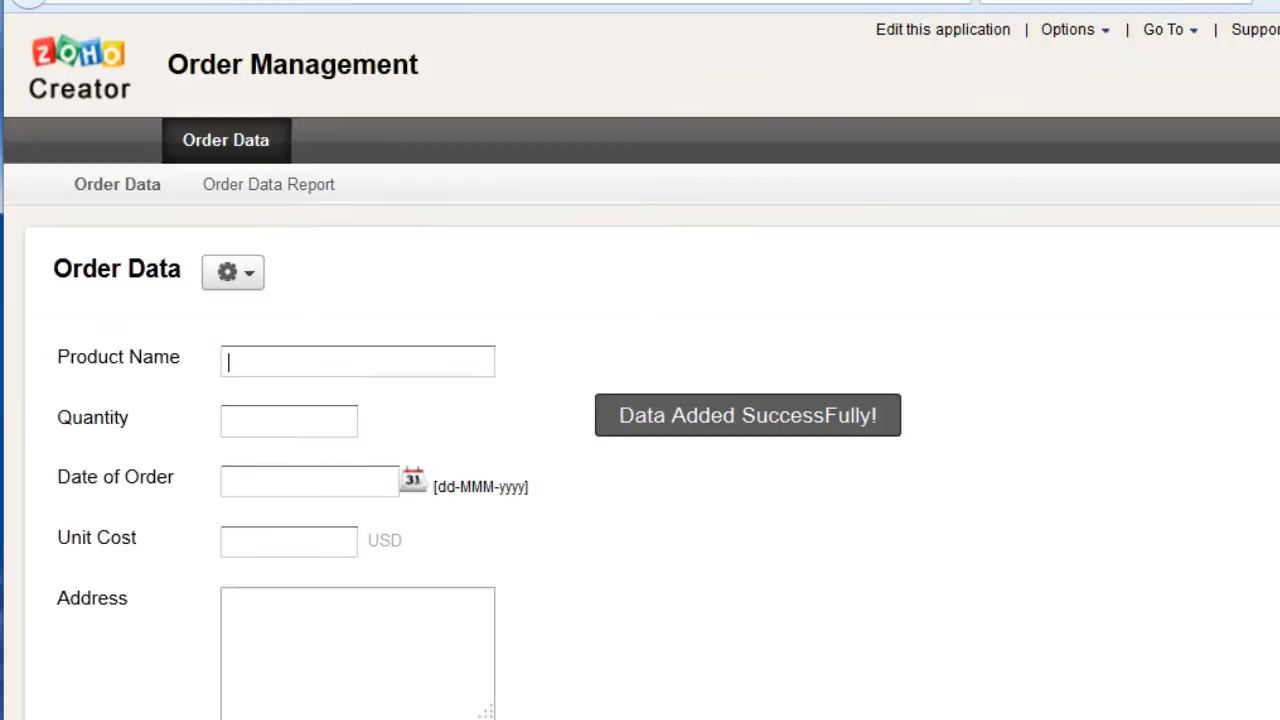 Edit this application | Options | Go To | Suppor
ZOHO
Creator
Order Management
Order Data
Order Data Order Data Report
Order Data
Product Name
Data Added SuccessFully!
Quantity
Date of Order 31 [dd-MMM-yyyy]
Unit Cost USD
Address